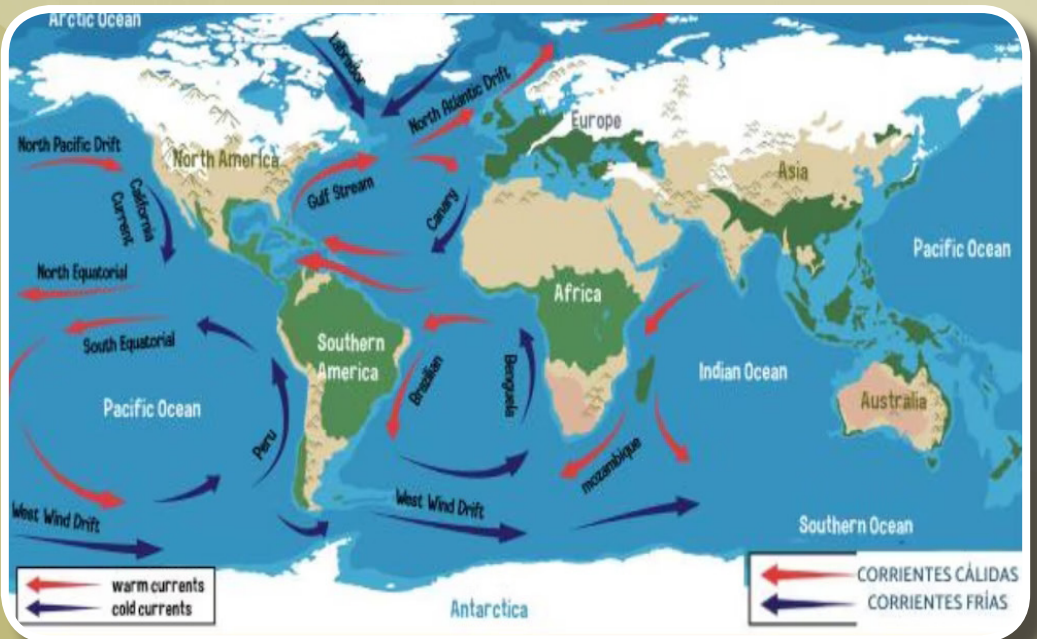 Arctic Ocean
Labrador
North Atlantic Drift
Europe
North Pacific Drift
North America
Asia
California
Current
Gulf Stream
Canary
Pacific Ocean
North Equatorial
Africa
South Equatorial
Southern
America
Brazilian
Benguela
Indian Ocean
Pacific Ocean
Australia
Peru
mozambique
West Wind Drift
West Wind Drift
Southern Ocean
warm currents
cold currents
Antarctica
CORRIENTES CÁLIDAS
CORRIENTES FRÍAS